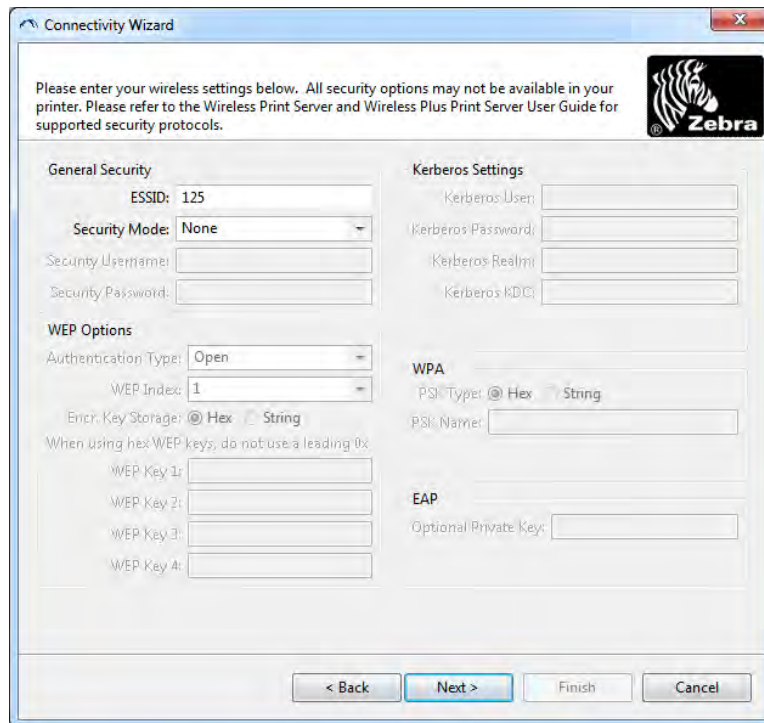 Connectivity Wizard
Please enter your wireless settings below. All security options may not be available in your
printer. Please refer to the Wireless Print Server and Wireless Plus Print Server User Guide for
supported security protocols.
® Zebra
General Security
ESSID: 125
Security Mode: None
Security Username:
Security Password:
WEP Options
Authentication Type: Open
WEP Index: 1
Encr. Key Storage: Hex String
When using hex WEP keys, do not use a leading 0x
WEP Key 1:
WEP Key 2:
WEP Key 3:
WEP Key 4:
Kerberos Settings
Kerberos User:
Kerberos Password:
Kerberos Realm:
Kerberos KDC:
WPA
PSK Type: Hex String
PSK Name:
EAP
Optional Private Key:
< Back Next > Finish Cancel